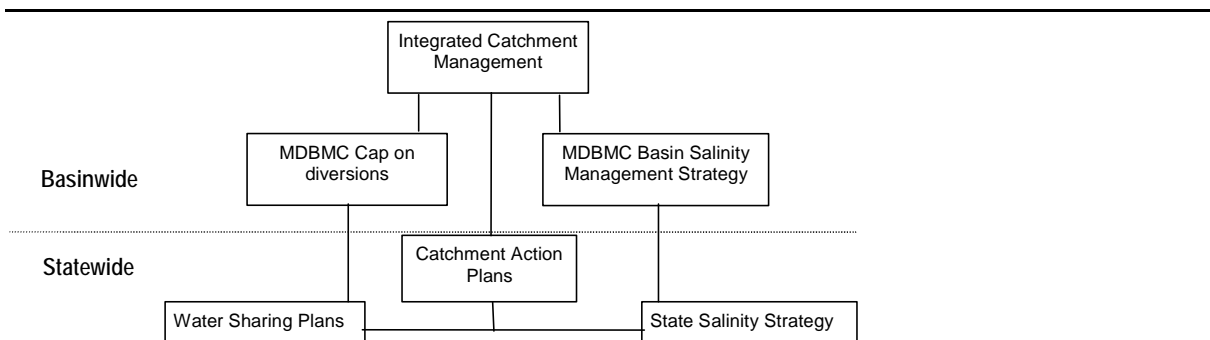 Integrated Catchment
Management
MDBMC Cap on
diversions
MDBMC Basin Salinity
Management Strategy
Basinwide
Statewide
Catchment Action
Plans
Water Sharing Plans
State Salinity Strategy